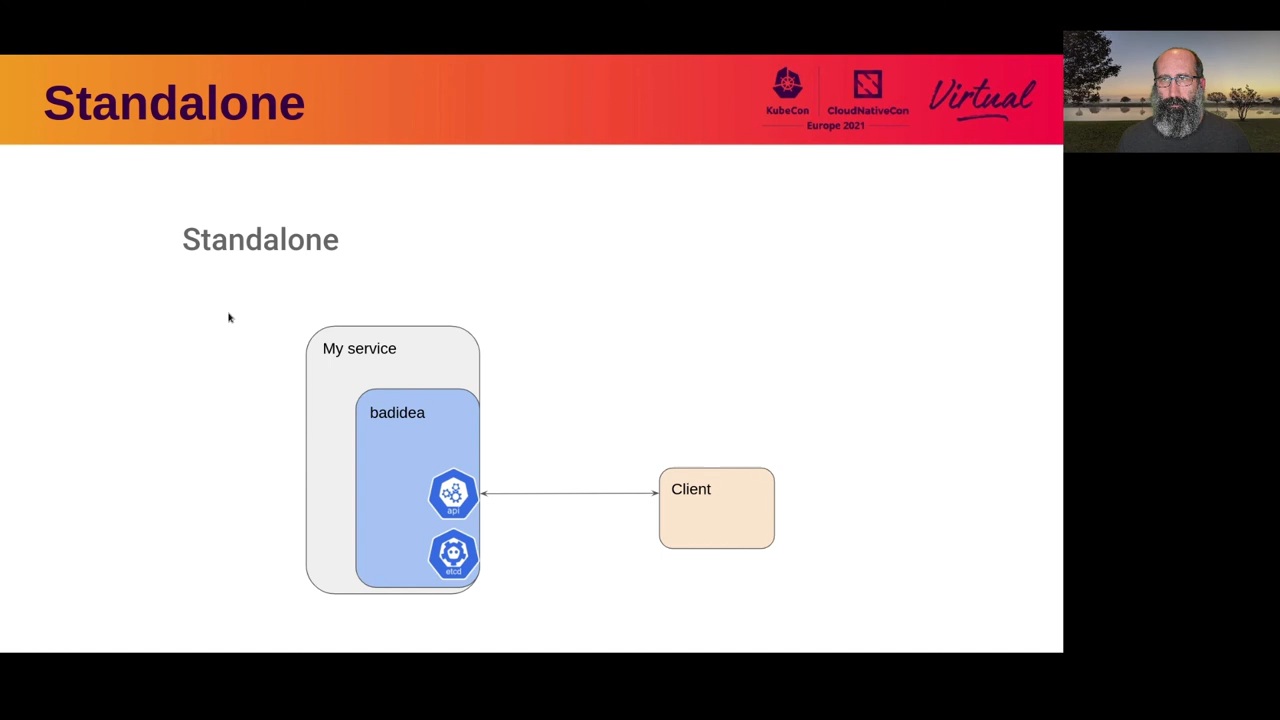 Standalone
KubeCon
CloudNativeCon
Europe 2021
Virtual
Standalone
My service
badidea
api
etcd
Client